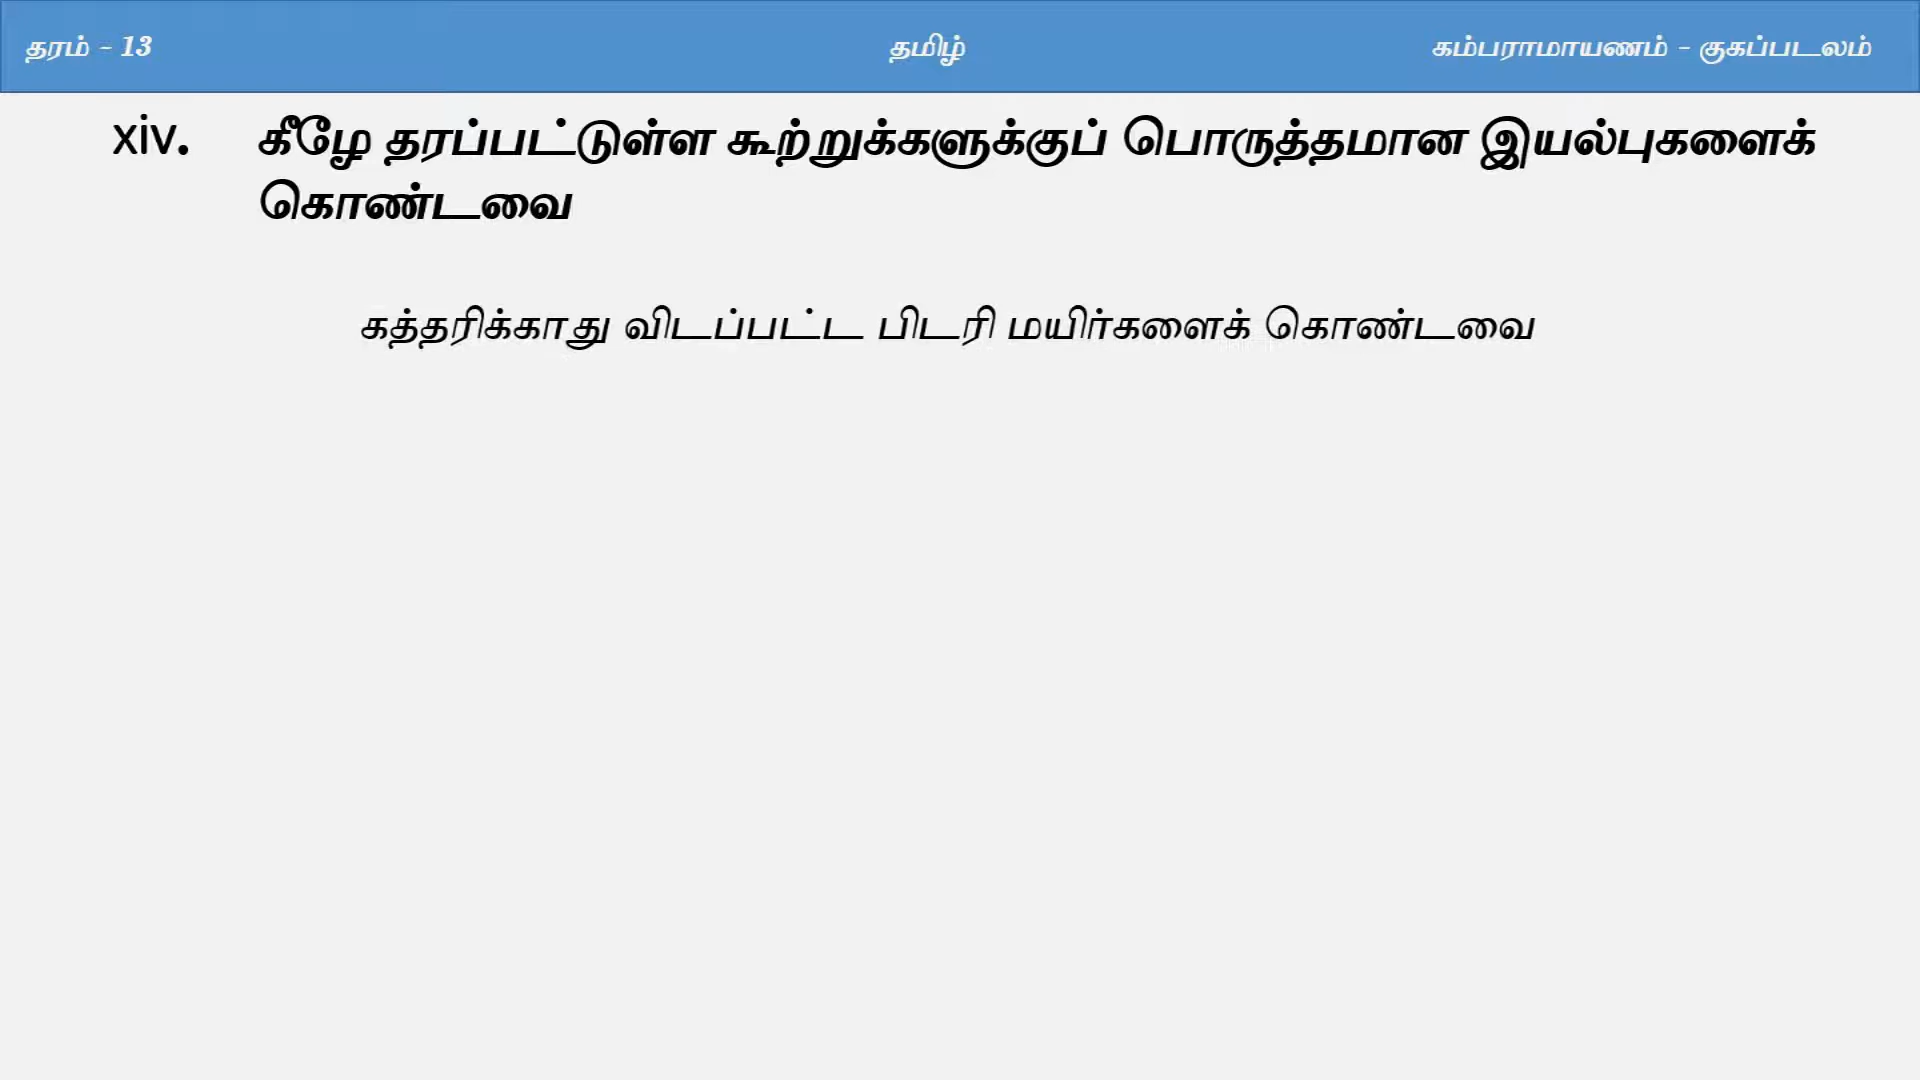 தரம் - 13
தமிழ்
கம்பராமாயணம் - குகப்படலம்
xiv. கீழே தரப்பட்டுள்ள கூற்றுக்களுக்குப் பொருத்தமான இயல்புகளைக்
கொண்டவை
கத்தரிக்காது விடப்பட்ட பிடரி மயிர்களைக் கொண்டவை